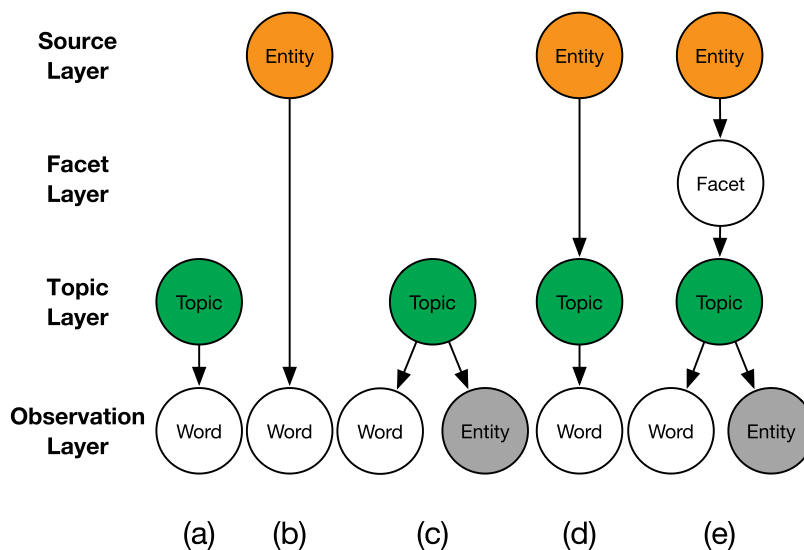 Source
Layer
Entity
Entity
Entity
Facet
Layer
Facet
Topic
Layer
Topic
Topic
Topic
Topic
Observation
Layer
Word
Word
Word
Entity
Word
Word
Entity
(a)
(b)
(c)
(d)
(e)